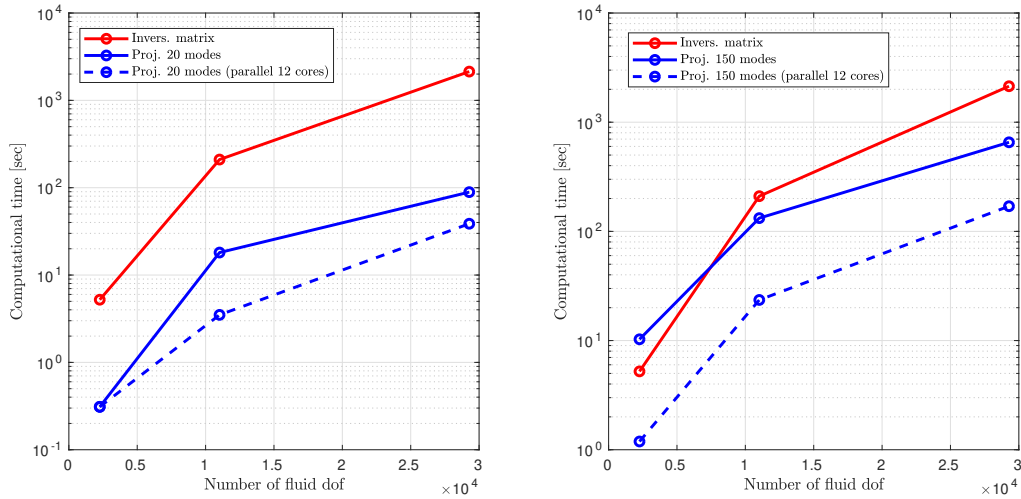 Computational time [sec]
10^4
10^3
10^2
10^1
10^0
10^-1
Invers. matrix
Proj. 20 modes
Proj. 20 modes (parallel 12 cores)
0 0.5 1 1.5 2 2.5 3
Number of fluid dof
×10^4
Computational time [sec]
10^4
10^3
10^2
10^1
10^0
Invers. matrix
Proj. 150 modes
Proj. 150 modes (parallel 12 cores)
0 0.5 1 1.5 2 2.5 3
Number of fluid dof
×10^4